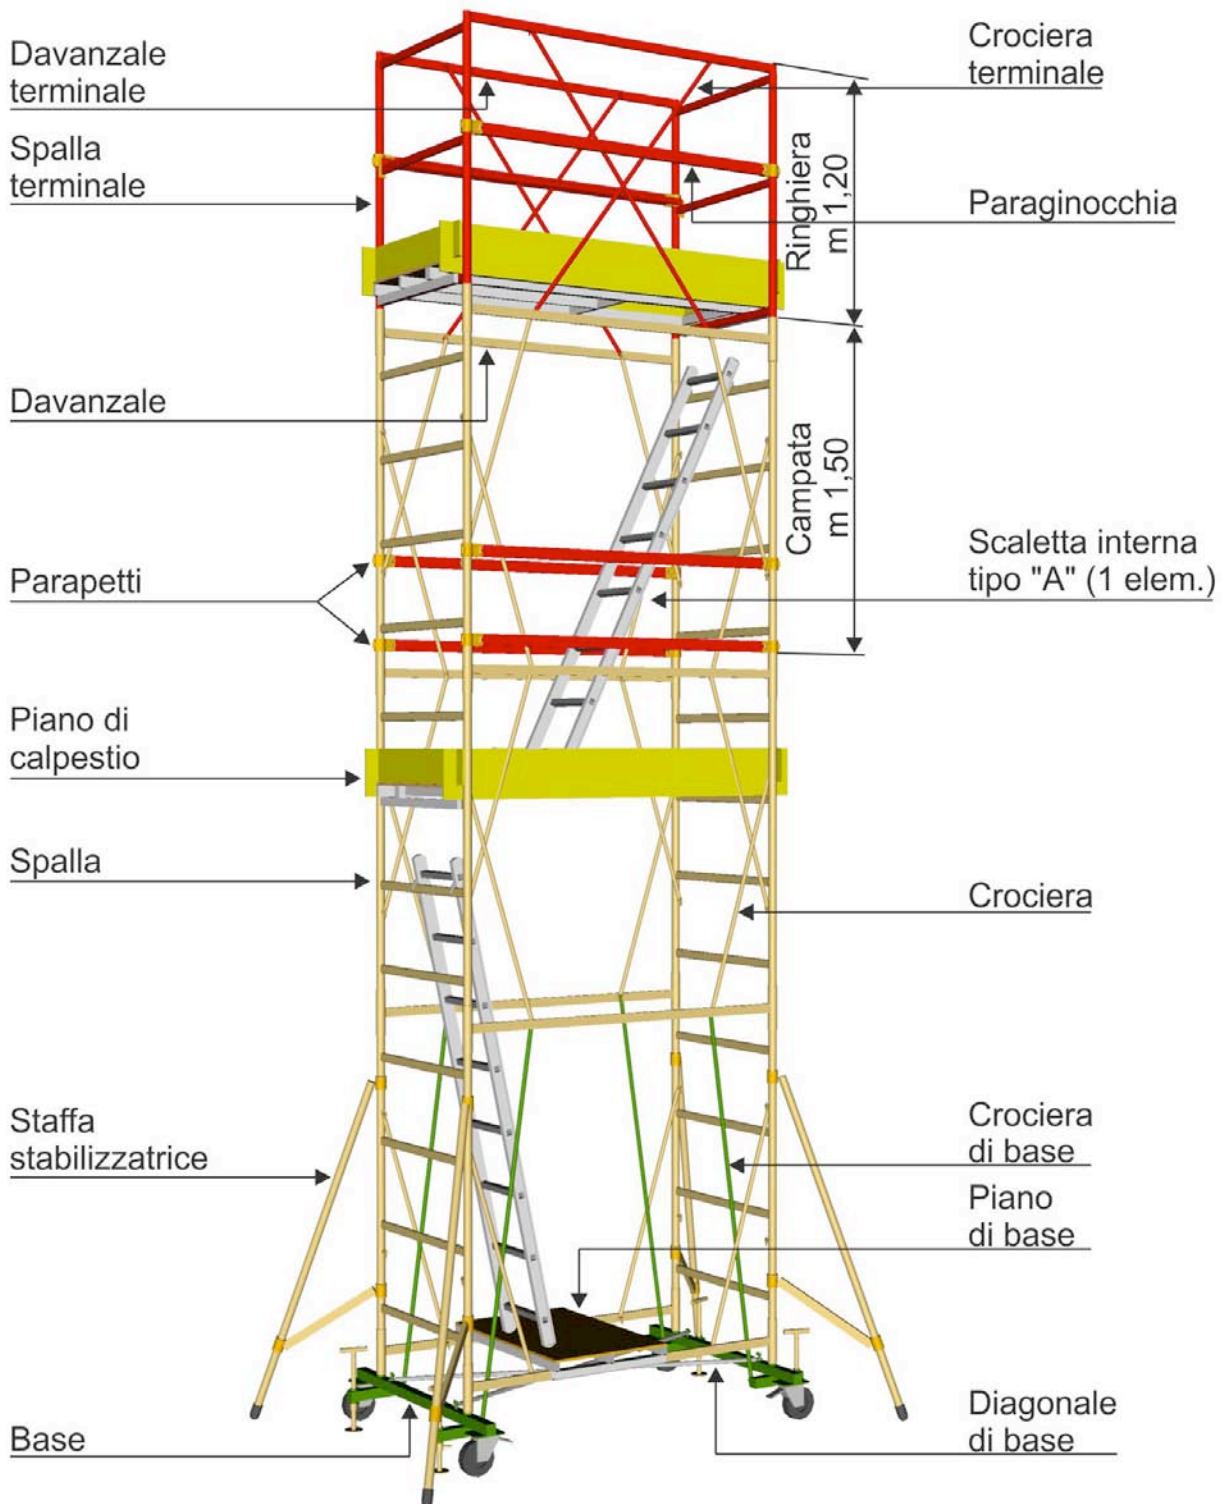 Davanzale
terminale
Spalla
terminale
Davanzale
Parapetti
Piano di
calpestio
Spalla
Staffa
stabilizzatrice
Base
Crociera
terminale
Ringhiera
m 1,20
Paraginocchia
Campata
m 1,50
Scaletta interna
tipo "A" (1 elem.)
Crociera
Crociera
di base
Piano
di base
Diagonale
di base